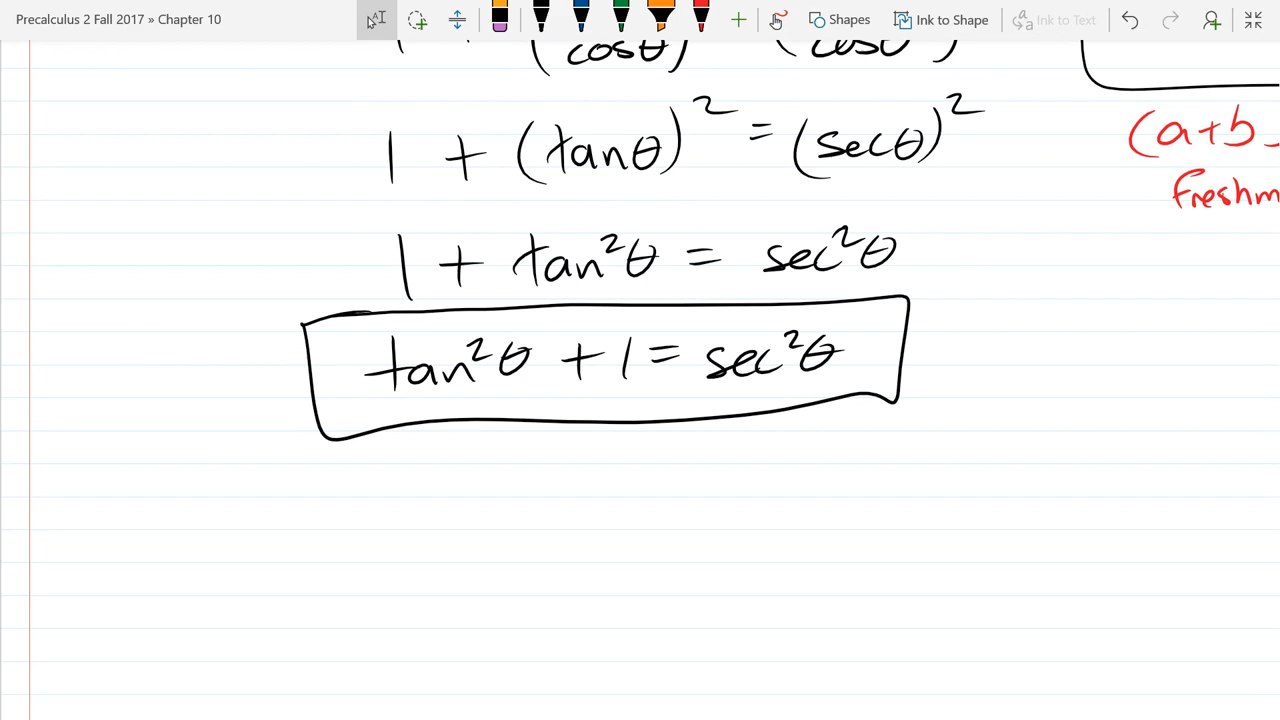 Precalculus 2 Fall 2017 » Chapter 10
Shapes
Ink to Shape
Ink to Text
(cosθ) (cosθ)
1 + (tanθ)² = (secθ)²
(a+b
freshm
1 + tan²θ = sec²θ
tan²θ + 1 = sec²θ